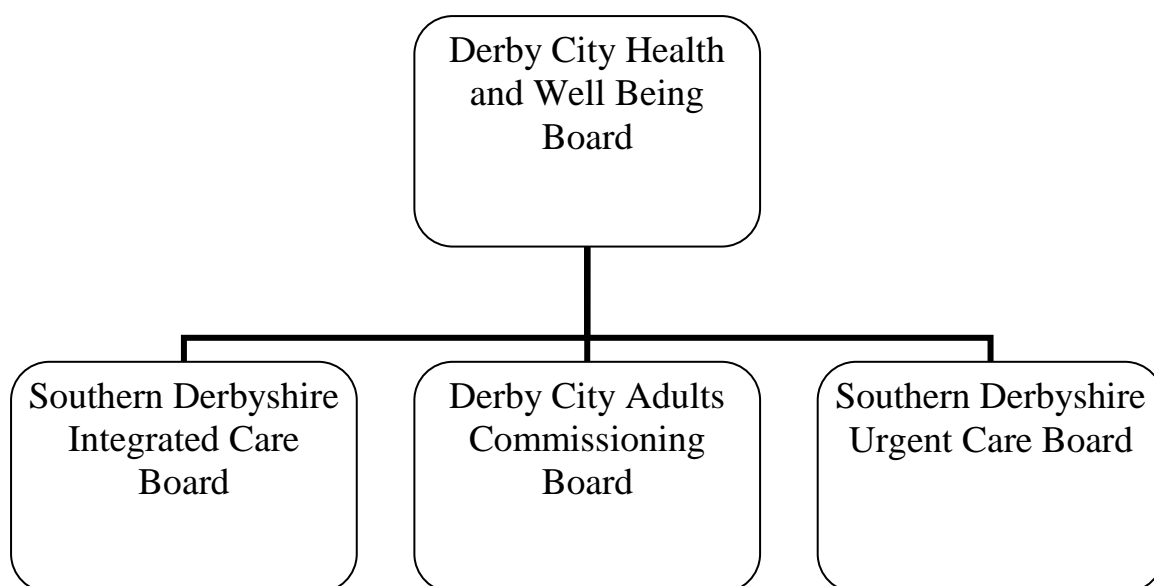 Derby City Health
and Well Being
Board
Southern Derbyshire
Integrated Care
Board
Derby City Adults
Commissioning
Board
Southern Derbyshire
Urgent Care Board